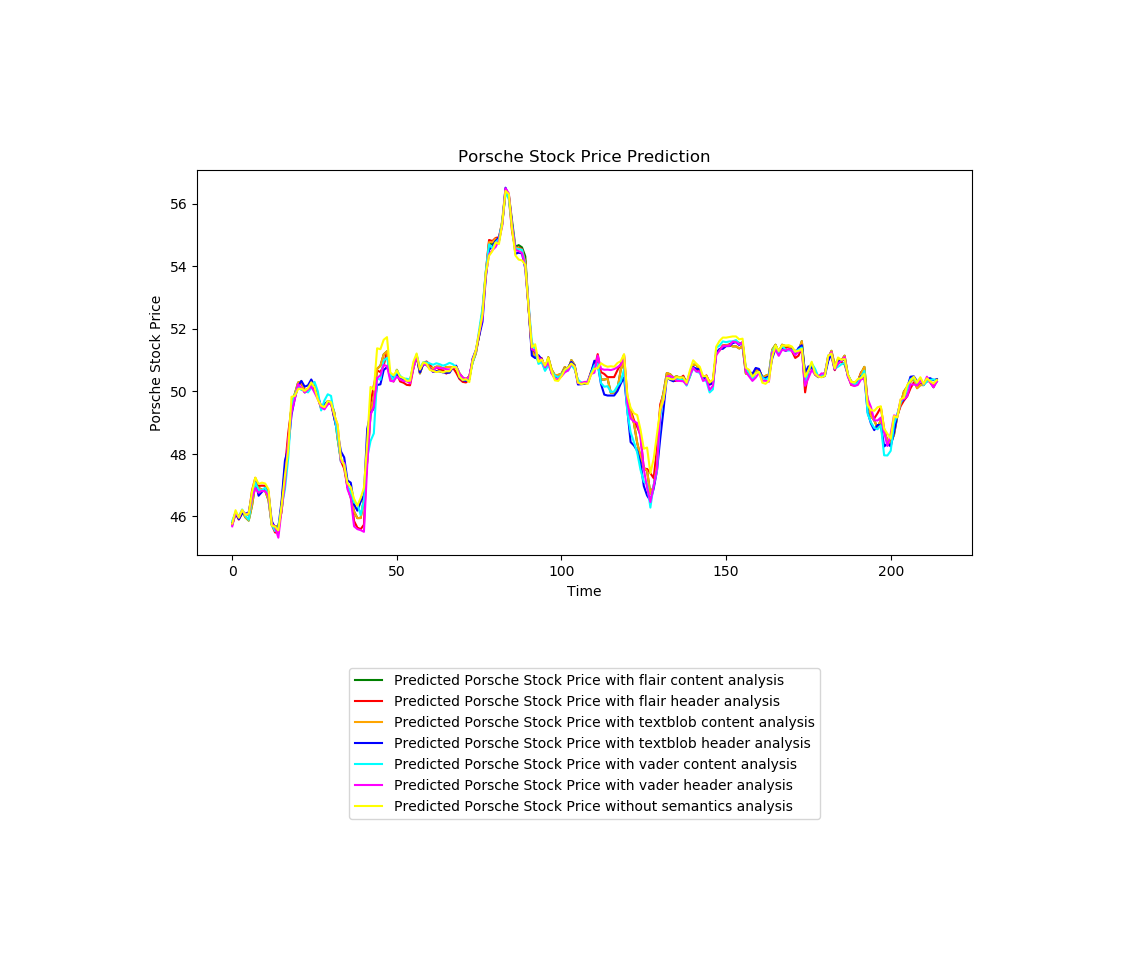 Porsche Stock Price Prediction
Porsche Stock Price
56
54
52
50
48
46
0 50 100 150 200
Time
Predicted Porsche Stock Price with flair content analysis
Predicted Porsche Stock Price with flair header analysis
Predicted Porsche Stock Price with textblob content analysis
Predicted Porsche Stock Price with textblob header analysis
Predicted Porsche Stock Price with vader content analysis
Predicted Porsche Stock Price with vader header analysis
Predicted Porsche Stock Price without semantics analysis